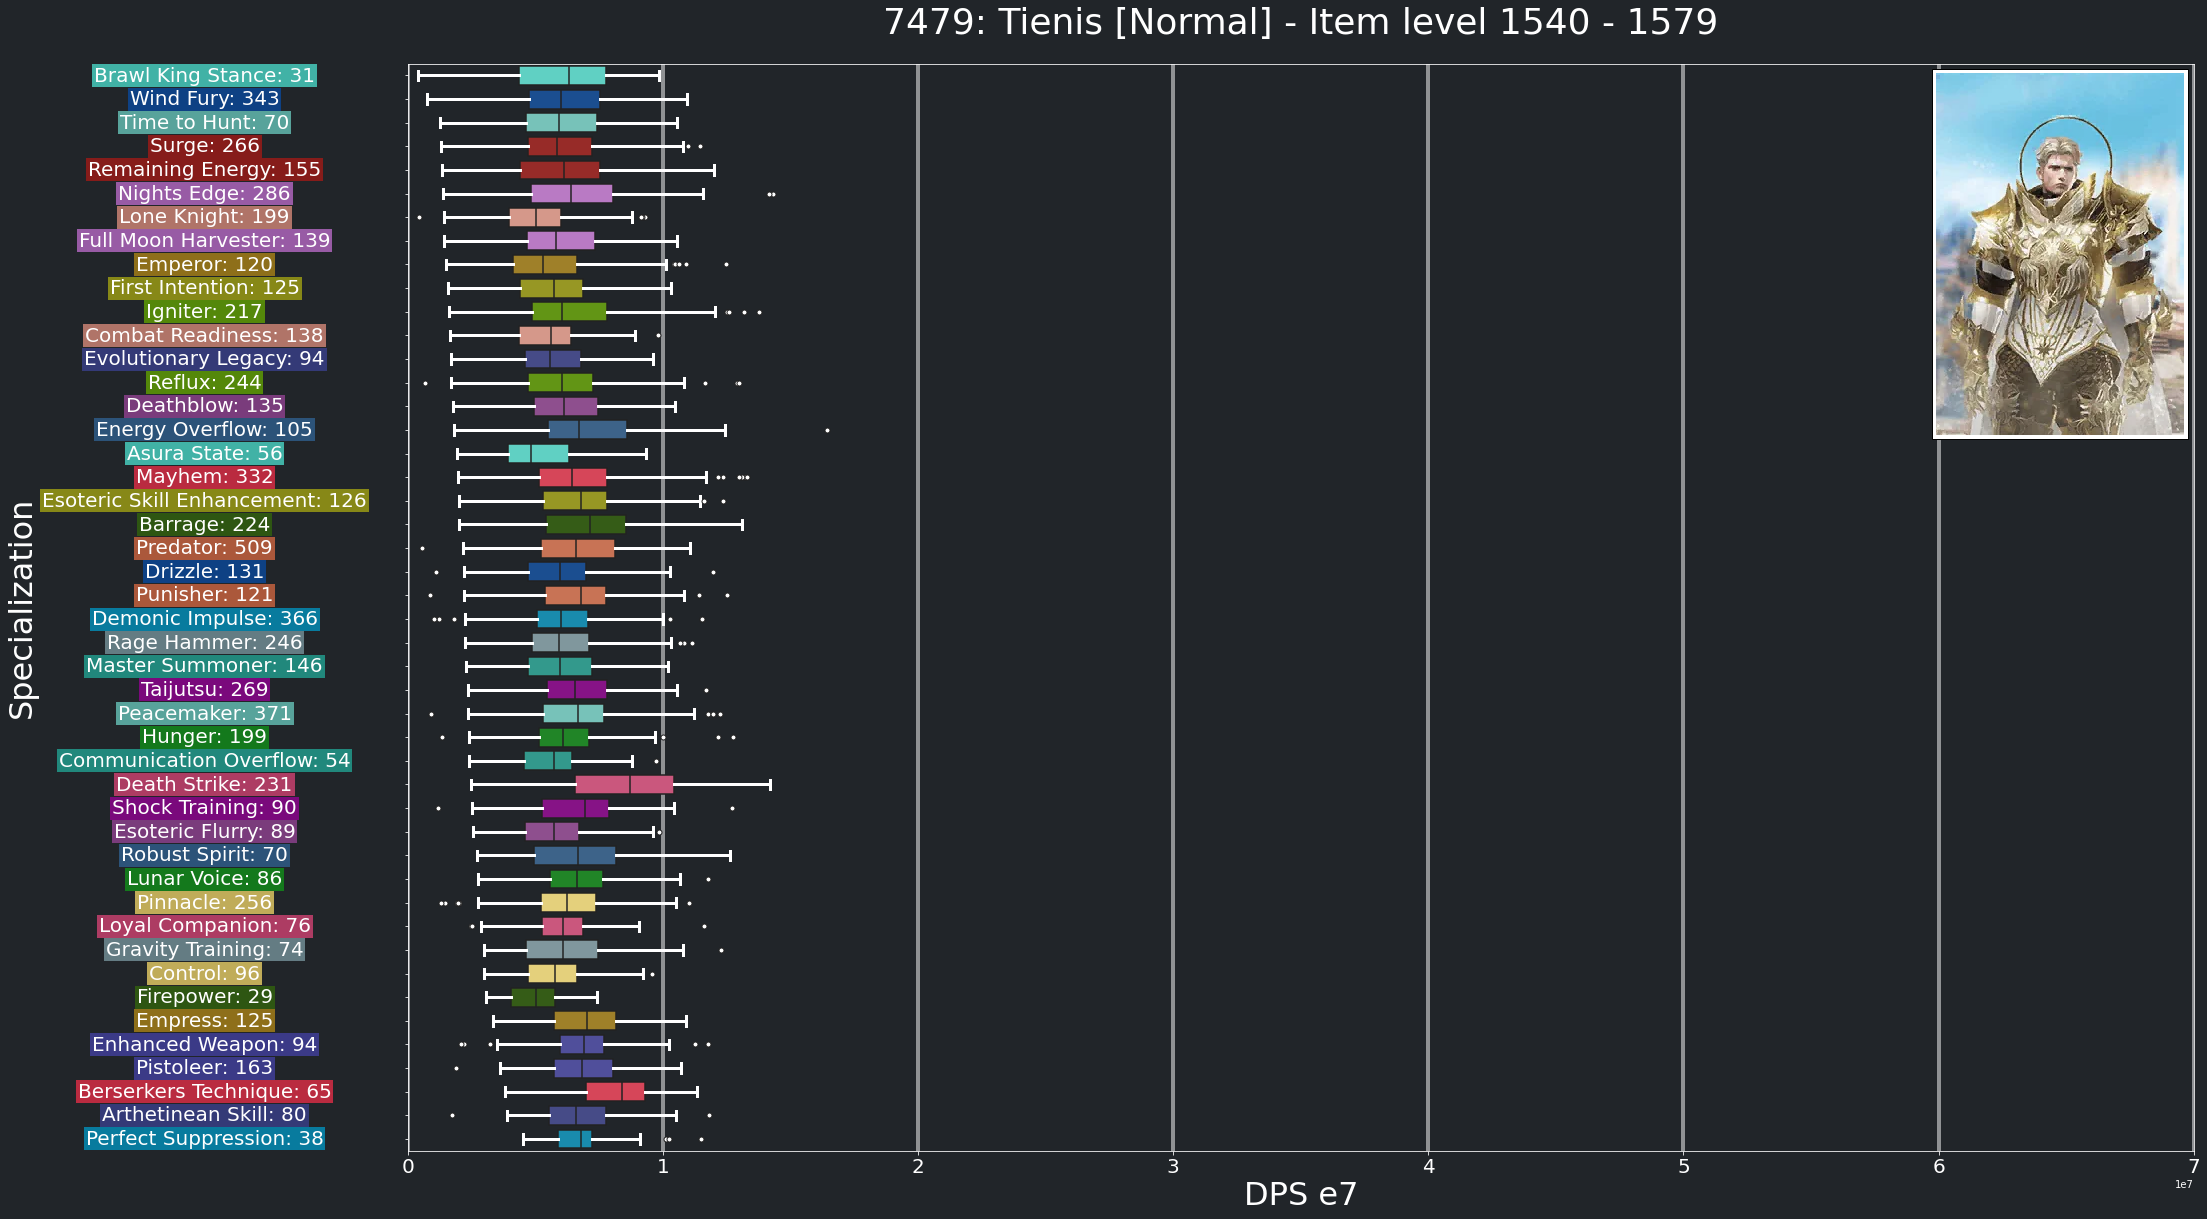 7479: Tienis [Normal] - Item level 1540 - 1579
Brawl King Stance: 31
Wind Fury: 343
Time to Hunt: 70
Surge: 266
Remaining Energy: 155
Nights Edge: 286
Lone Knight: 199
Full Moon Harvester: 139
Emperor: 120
First Intention: 125
Igniter: 217
Combat Readiness: 138
Evolutionary Legacy: 94
Reflux: 244
Deathblow: 135
Energy Overflow: 105
Asura State: 56
Mayhem: 332
Esoteric Skill Enhancement: 126
Barrage: 224
Predator: 509
Drizzle: 131
Punisher: 121
Demonic Impulse: 366
Rage Hammer: 246
Master Summoner: 146
Taijutsu: 269
Peacemaker: 371
Hunger: 199
Communication Overflow: 54
Death Strike: 231
Shock Training: 90
Esoteric Flurry: 89
Robust Spirit: 70
Lunar Voice: 86
Pinnacle: 256
Loyal Companion: 76
Gravity Training: 74
Control: 96
Firepower: 29
Empress: 125
Enhanced Weapon: 94
Pistoleer: 163
Berserkers Technique: 65
Arthetinean Skill: 80
Perfect Suppression: 38
Specialization
0 1 2 3 4 5 6 7
1e7
DPS e7